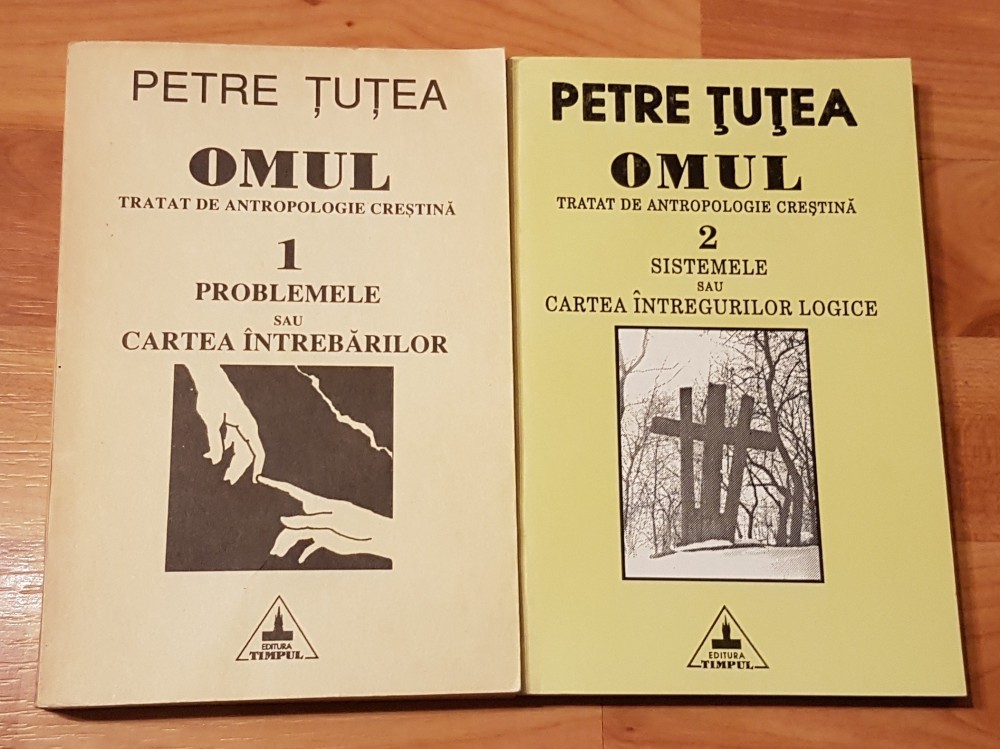 PETRE ȚUȚEA
OMUL
TRATAT DE ANTROPOLOGIE CREȘTINĂ
1
PROBLEMELE
SAU
CARTEA ÎNTREBĂRILOR
EDITURA
TIMPUL
PETRE ŢUŢEA
OMUL
TRATAT DE ANTROPOLOGIE CREŞTINĂ
2
SISTEMELE
SAU
CARTEA ÎNTREGURILOR LOGICE
EDITURA
TIMPUL